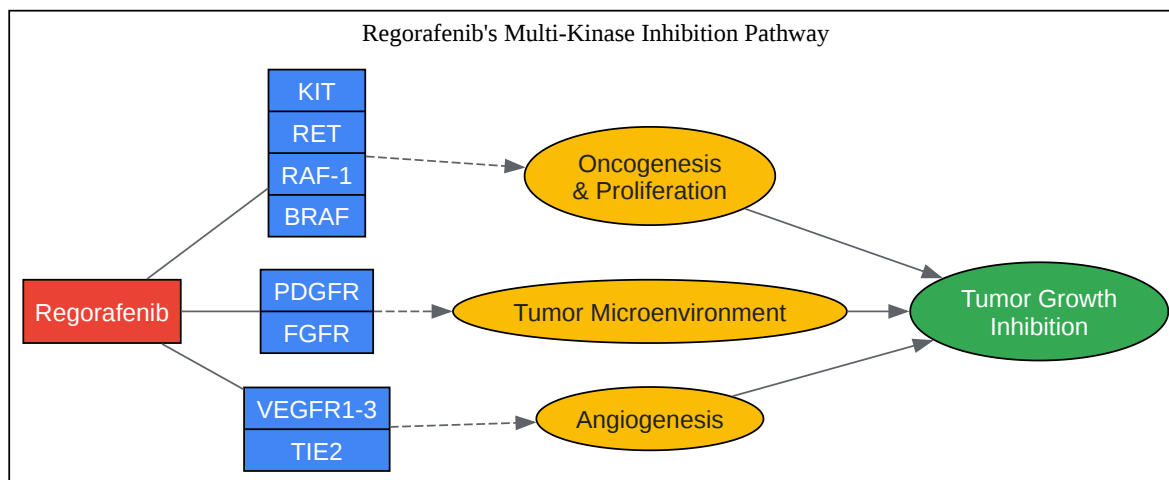 Regorafenib's Multi-Kinase Inhibition Pathway
KIT
RET
RAF-1
BRAF
Oncogenesis
& Proliferation
Regorafenib
PDGFR
FGFR
Tumor Microenvironment
Tumor Growth
Inhibition
VEGFR1-3
TIE2
Angiogenesis